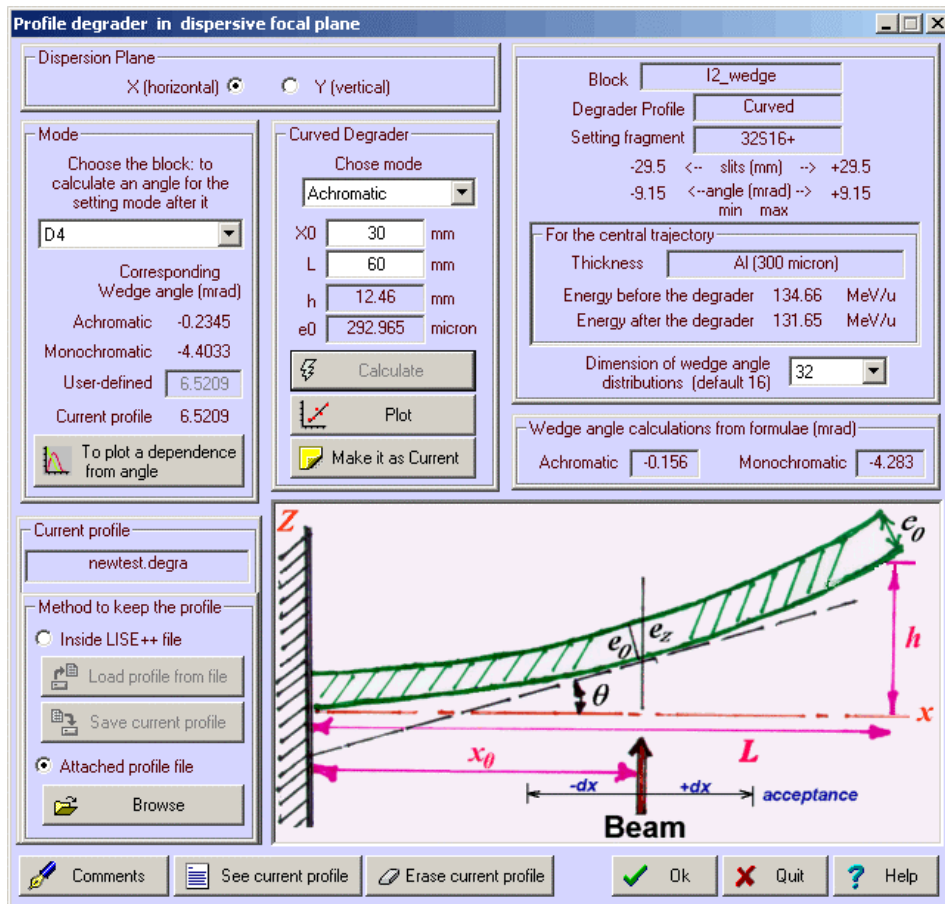 Profile degrader in dispersive focal plane
Dispersion Plane
X (horizontal)
Y (vertical)
Mode
Choose the block: to
calculate an angle for the
setting mode after it
D4
Corresponding
Wedge angle (mrad)
Achromatic -0.2345
Monochromatic -4.4033
User-defined 6.5209
Current profile 6.5209
To plot a dependence
from angle
Curved Degrader
Chose mode
Achromatic
X0 30 mm
L 60 mm
h 12.46 mm
e0 292.965 micron
Calculate
Plot
Make it as Current
Block I2_wedge
Degrader Profile Curved
Setting fragment 32S16+
-29.5 <-- slits (mm) --> +29.5
-9.15 <--angle (mrad)--> +9.15
min max
For the central trajectory
Thickness Al (300 micron)
Energy before the degrader 134.66 MeV/u
Energy after the degrader 131.65 MeV/u
Dimension of wedge angle
distributions (default 16) 32
Wedge angle calculations from formulae (mrad)
Achromatic -0.156 Monochromatic -4.283
Current profile
newtest.degra
Method to keep the profile
Inside LISE++ file
Load profile from file
Save current profile
Attached profile file
Browse
Z
e0
e0 ez
h
θ
x
L
x0
-dx +dx acceptance
Beam
Comments
See current profile
Erase current profile
Ok
Quit
Help